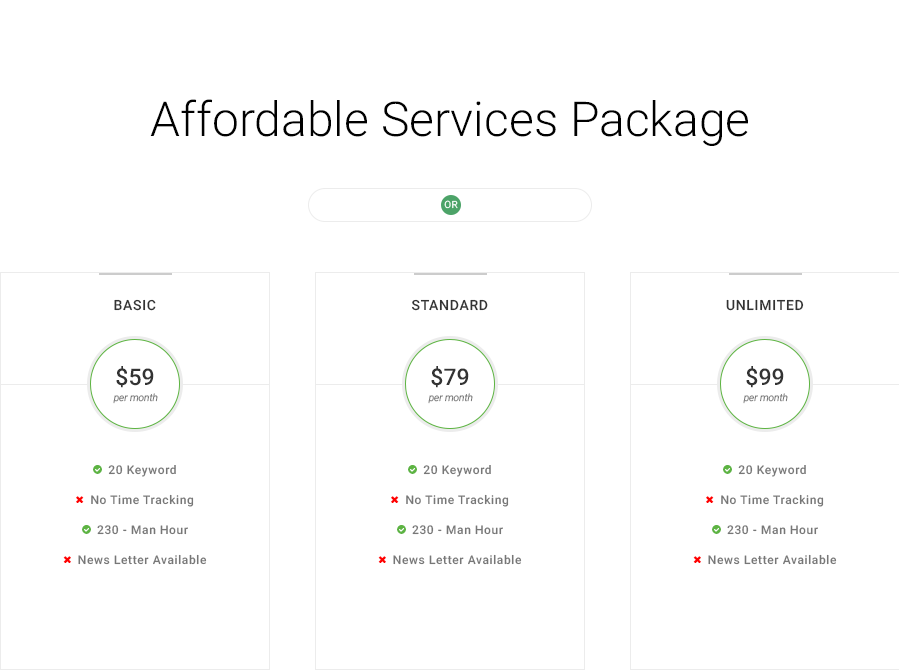 Affordable Services Package
OR
BASIC
$59
per month
20 Keyword
No Time Tracking
230 - Man Hour
News Letter Available
STANDARD
$79
per month
20 Keyword
No Time Tracking
230 - Man Hour
News Letter Available
UNLIMITED
$99
per month
20 Keyword
No Time Tracking
230 - Man Hour
News Letter Available